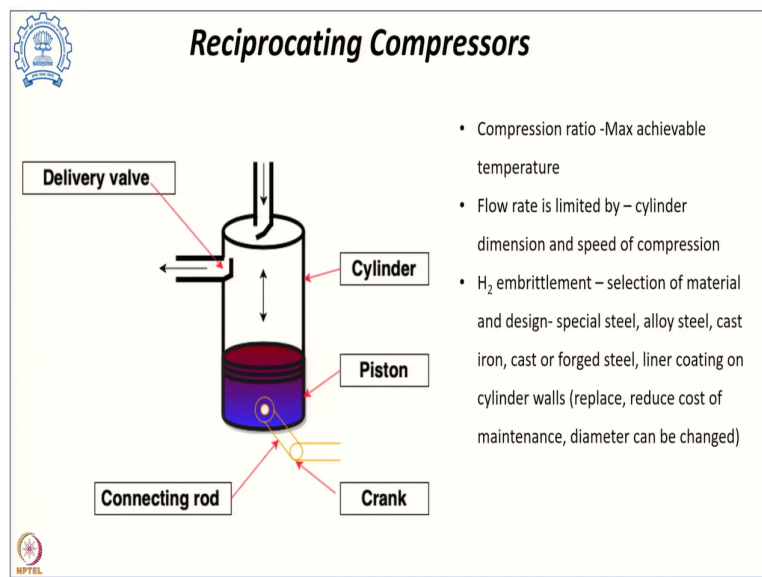 Reciprocating Compressors
Delivery valve
Cylinder
Piston
Connecting rod
Crank
• Compression ratio -Max achievable
temperature
• Flow rate is limited by – cylinder
dimension and speed of compression
• H₂ embrittlement – selection of material
and design- special steel, alloy steel, cast
iron, cast or forged steel, liner coating on
cylinder walls (replace, reduce cost of
maintenance, diameter can be changed)
NPTEL